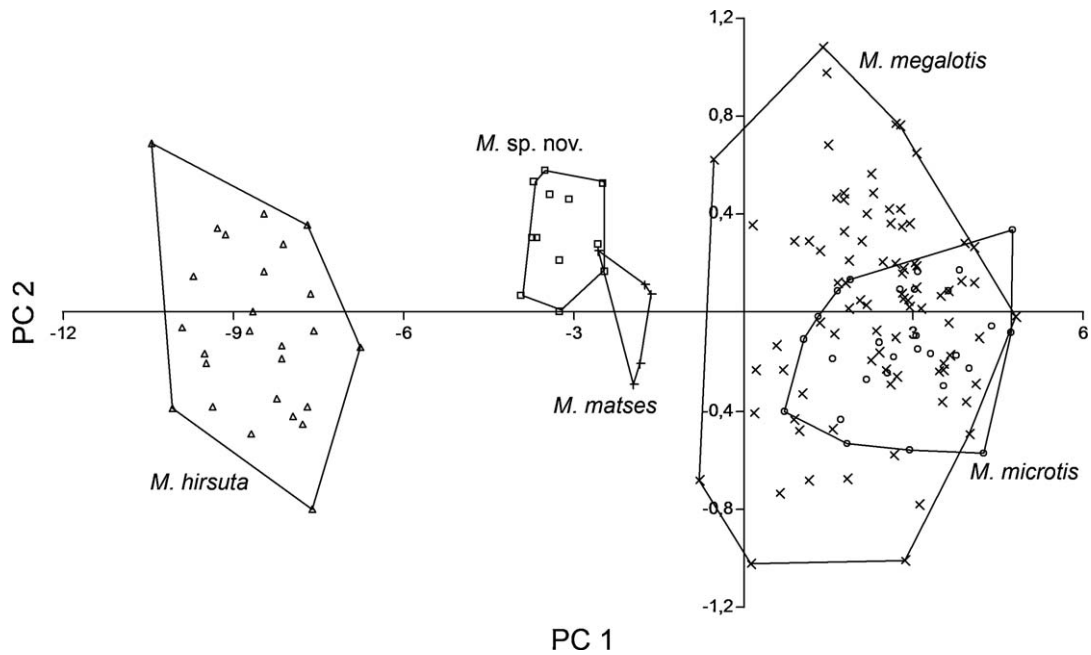 1,2
M. megalotis
0,8
M. sp. nov.
0,4
PC 2
-12
-9
-6
-3
3
6
-0,4
M. matses
M. hirsuta
M. microtis
-0,8
-1,2
PC 1